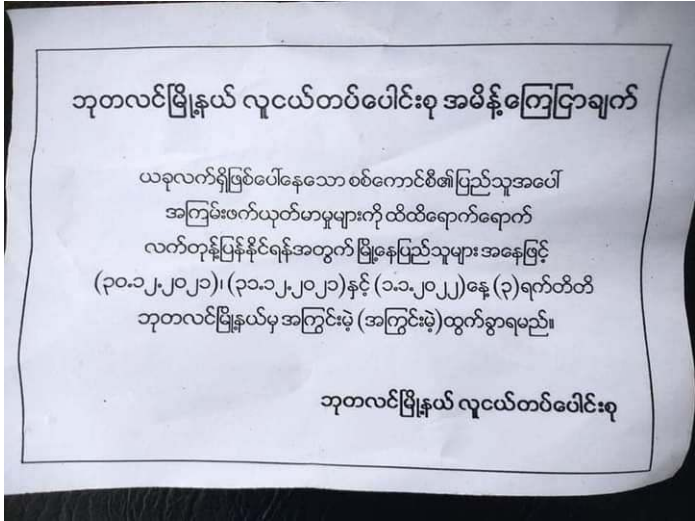 ဘုတလင်မြို့နယ် လူငယ်တပ်ပေါင်းစု အမိန့်ကြေငြာချက်
ယခုလက်ရှိဖြစ်ပေါ်နေသော စစ်ကောင်စီ၏ပြည်သူအပေါ်
အကြမ်းဖက်ယုတ်မာမှုများကို ထိထိရောက်ရောက်
လက်တုန့်ပြန်နိုင်ရန်အတွက် မြို့နေပြည်သူများ အနေဖြင့်
(၃၀.၁၂.၂၀၂၁)၊ (၃၁.၁၂.၂၀၂၁)နှင့် (၁.၁.၂၀၂၂)နေ့ (၃)ရက်တိတိ
ဘုတလင်မြို့နယ်မှ အကြွင်းမဲ့ (အကြွင်းမဲ့)ထွက်ခွာရမည်။
ဘုတလင်မြို့နယ် လူငယ်တပ်ပေါင်းစု